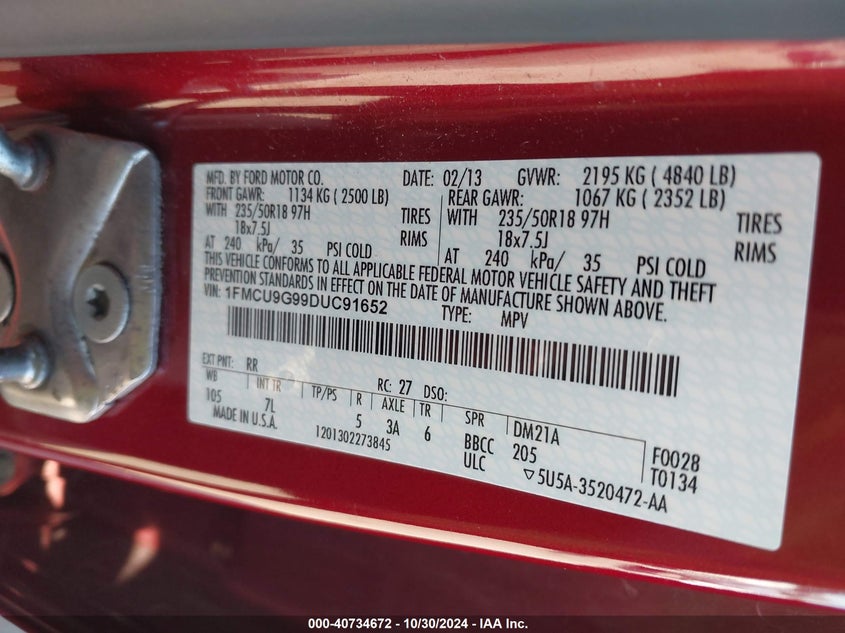 MFD. BY FORD MOTOR CO. DATE: 02/13 GVWR: 2195 KG ( 4840 LB)
FRONT GAWR: 1134 KG ( 2500 LB) REAR GAWR: 1067 KG ( 2352 LB)
WITH 235/50R18 97H TIRES WITH 235/50R18 97H TIRES
18x7.5J RIMS 18x7.5J RIMS
AT 240 kPa/ 35 PSI COLD AT 240 kPa/ 35 PSI COLD
THIS VEHICLE CONFORMS TO ALL APPLICABLE FEDERAL MOTOR VEHICLE SAFETY AND THEFT
PREVENTION STANDARDS IN EFFECT ON THE DATE OF MANUFACTURE SHOWN ABOVE.
VIN: 1FMCU9G99DUC91652 TYPE: MPV
EXT PNT: RR RC: 27 DSO:
WB INT TR TP/PS R AXLE TR SPR DM21A F0028
105 7L 5 3A 6 BBCC 205 T0134
MADE IN U.S.A. 1201302273845 ULC ▽5U5A-3520472-AA
000-40734672 - 10/30/2024 - IAA Inc.